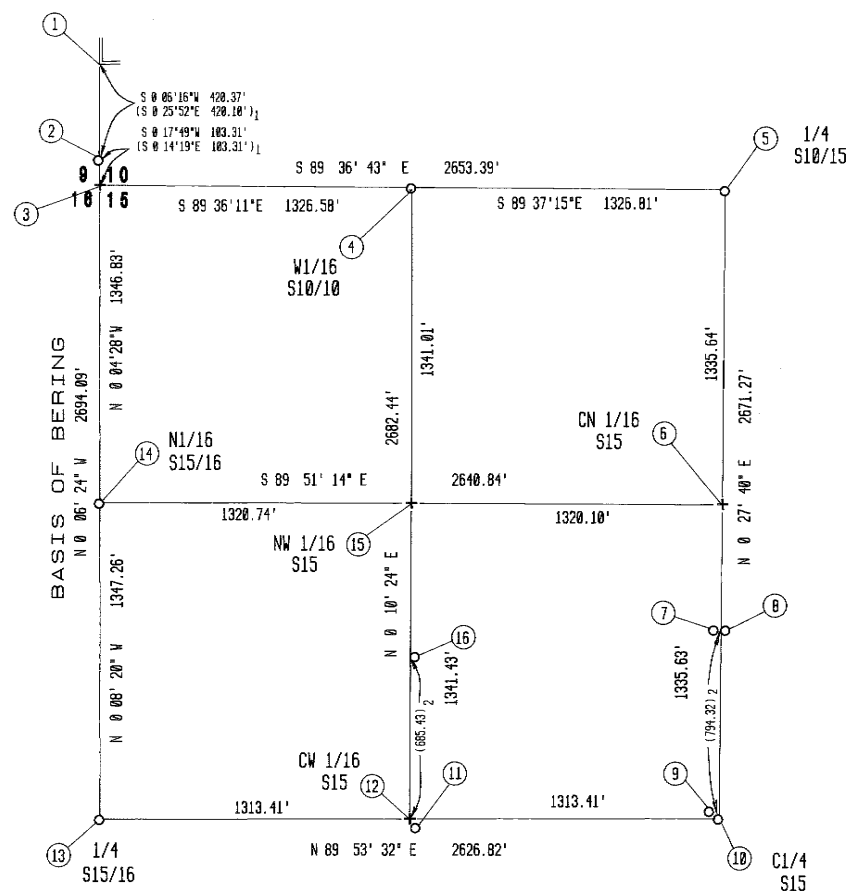 1
S 0 06'16"W 420.37'
(S 0 25'52"E 420.10')1
S 0 17'49"W 103.31'
(S 0 14'19"E 103.31')1
2
9 10
16 15
3
S 89 36' 43" E 2653.39'
S 89 36'11"E 1326.58'
S 89 37'15"E 1326.81'
4
W1/16
S10/10
5
1/4
S10/15
N 0 04'28"W 1346.83'
1341.01'
1335.64'
BASIS OF BERING
N 0 06' 24" W 2694.09'
2682.44'
N 0 27' 40" E 2671.27'
CN 1/16
S15
6
14
N1/16
S15/16
S 89 51' 14" E 2640.84'
1320.74'
1320.10'
NW 1/16
S15
15
N 0 08' 20" W 1347.26'
N 0 10' 24" E
16
1341.43'
(685.43)2
7
8
1335.63'
(794.32)2
CW 1/16
S15
12
11
9
1313.41'
1313.41'
13
1/4
S15/16
N 89 53' 32" E 2626.82'
10
C1/4
S15